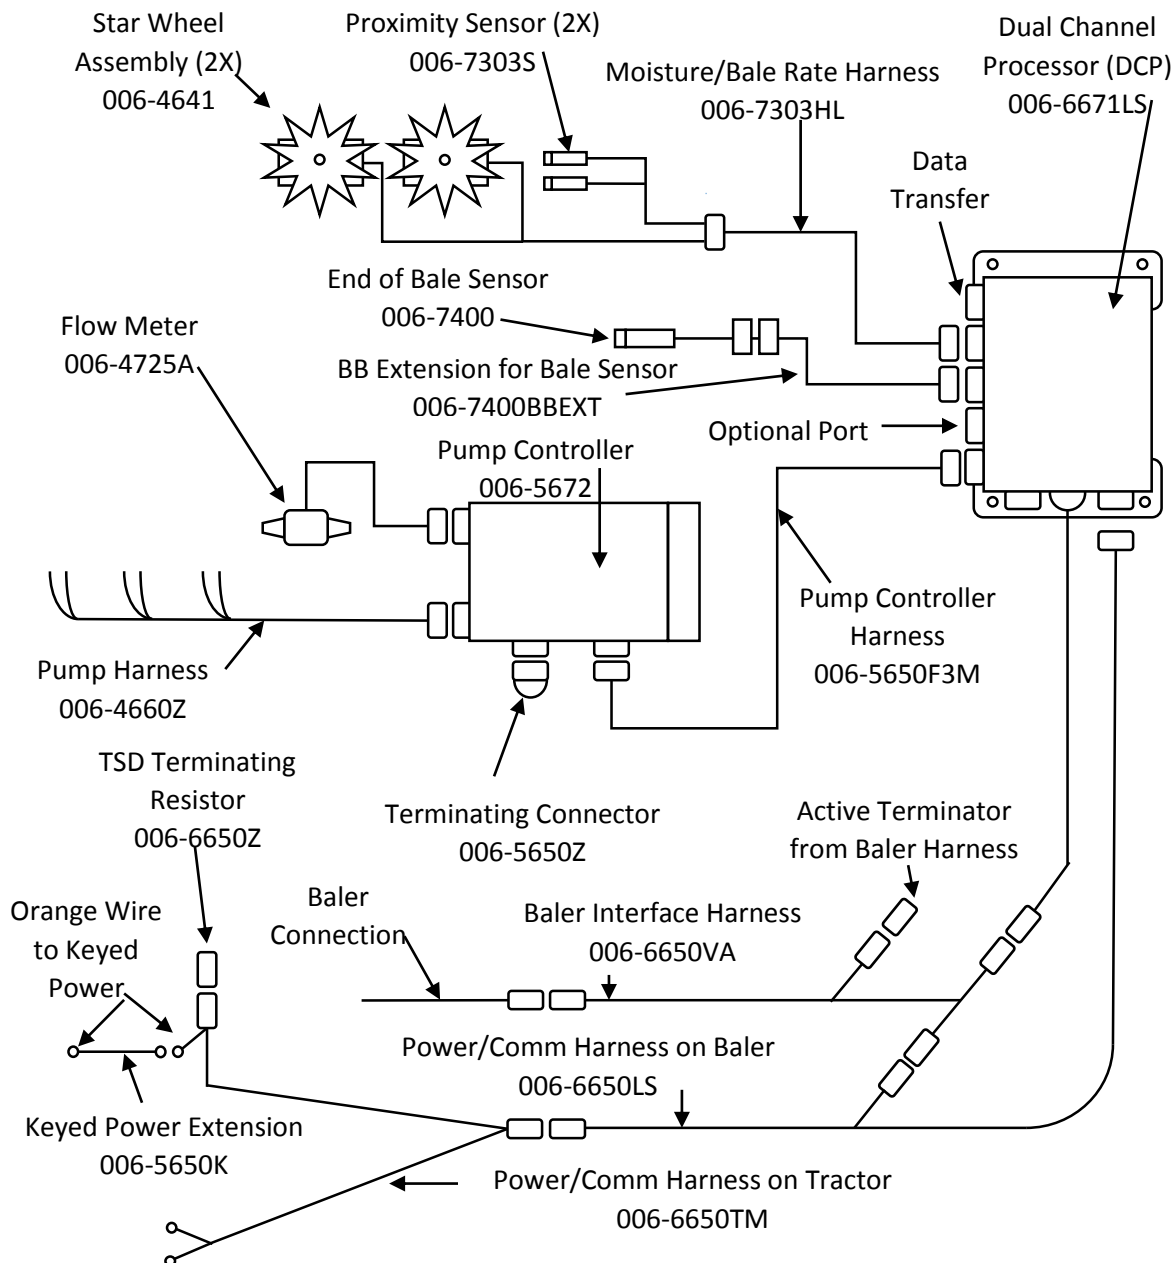 Star Wheel
Assembly (2X)
006-4641
Proximity Sensor (2X)
006-7303S
Moisture/Bale Rate Harness
006-7303HL
Dual Channel
Processor (DCP)
006-6671LS
Data
Transfer
End of Bale Sensor
006-7400
Flow Meter
006-4725A
BB Extension for Bale Sensor
006-7400BBEXT
Optional Port
Pump Controller
006-5672
Pump Controller
Harness
006-5650F3M
Pump Harness
006-4660Z
TSD Terminating
Resistor
006-6650Z
Terminating Connector
006-5650Z
Active Terminator
from Baler Harness
Orange Wire
to Keyed
Power
Baler
Connection
Baler Interface Harness
006-6650VA
Power/Comm Harness on Baler
006-6650LS
Keyed Power Extension
006-5650K
Power/Comm Harness on Tractor
006-6650TM